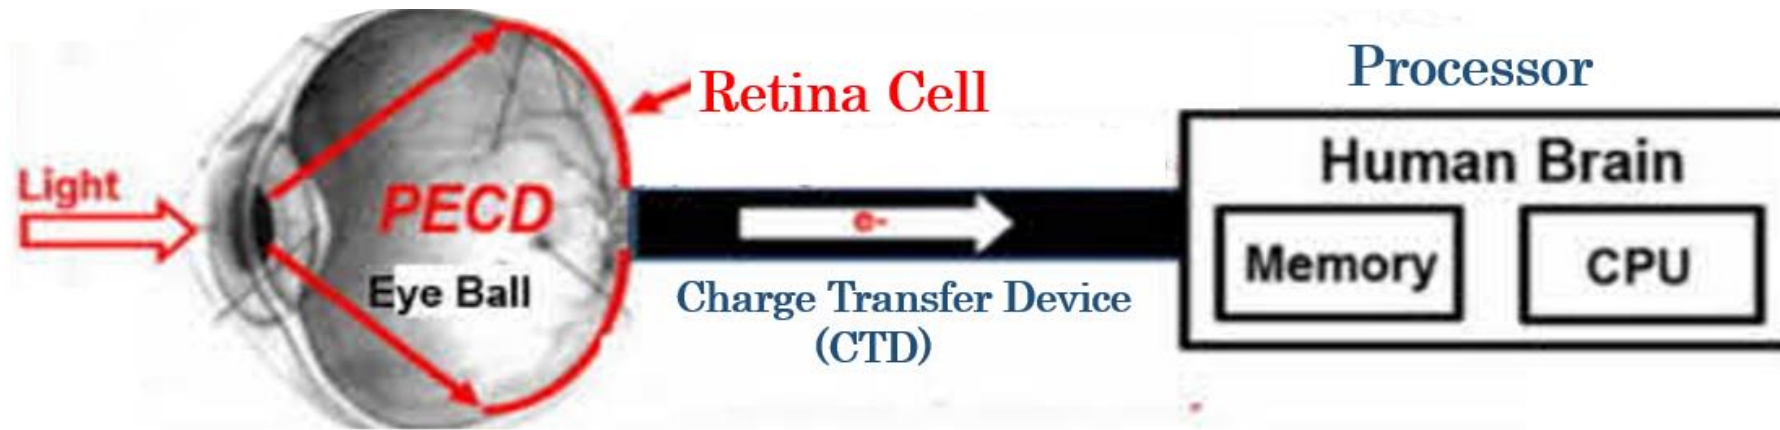 Light
PECD
Eye Ball
Retina Cell
e-
Charge Transfer Device
(CTD)
Processor
Human Brain
Memory
CPU